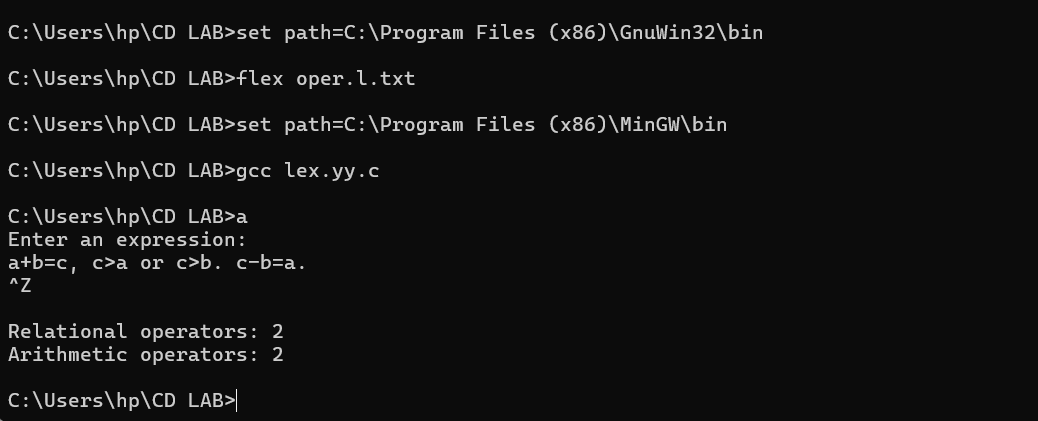 C:\Users\hp\CD LAB>set path=C:\Program Files (x86)\GnuWin32\bin
C:\Users\hp\CD LAB>flex oper.l.txt
C:\Users\hp\CD LAB>set path=C:\Program Files (x86)\MinGW\bin
C:\Users\hp\CD LAB>gcc lex.yy.c
C:\Users\hp\CD LAB>a
Enter an expression:
a+b=c, c>a or c>b. c-b=a.
^Z
Relational operators: 2
Arithmetic operators: 2
C:\Users\hp\CD LAB>